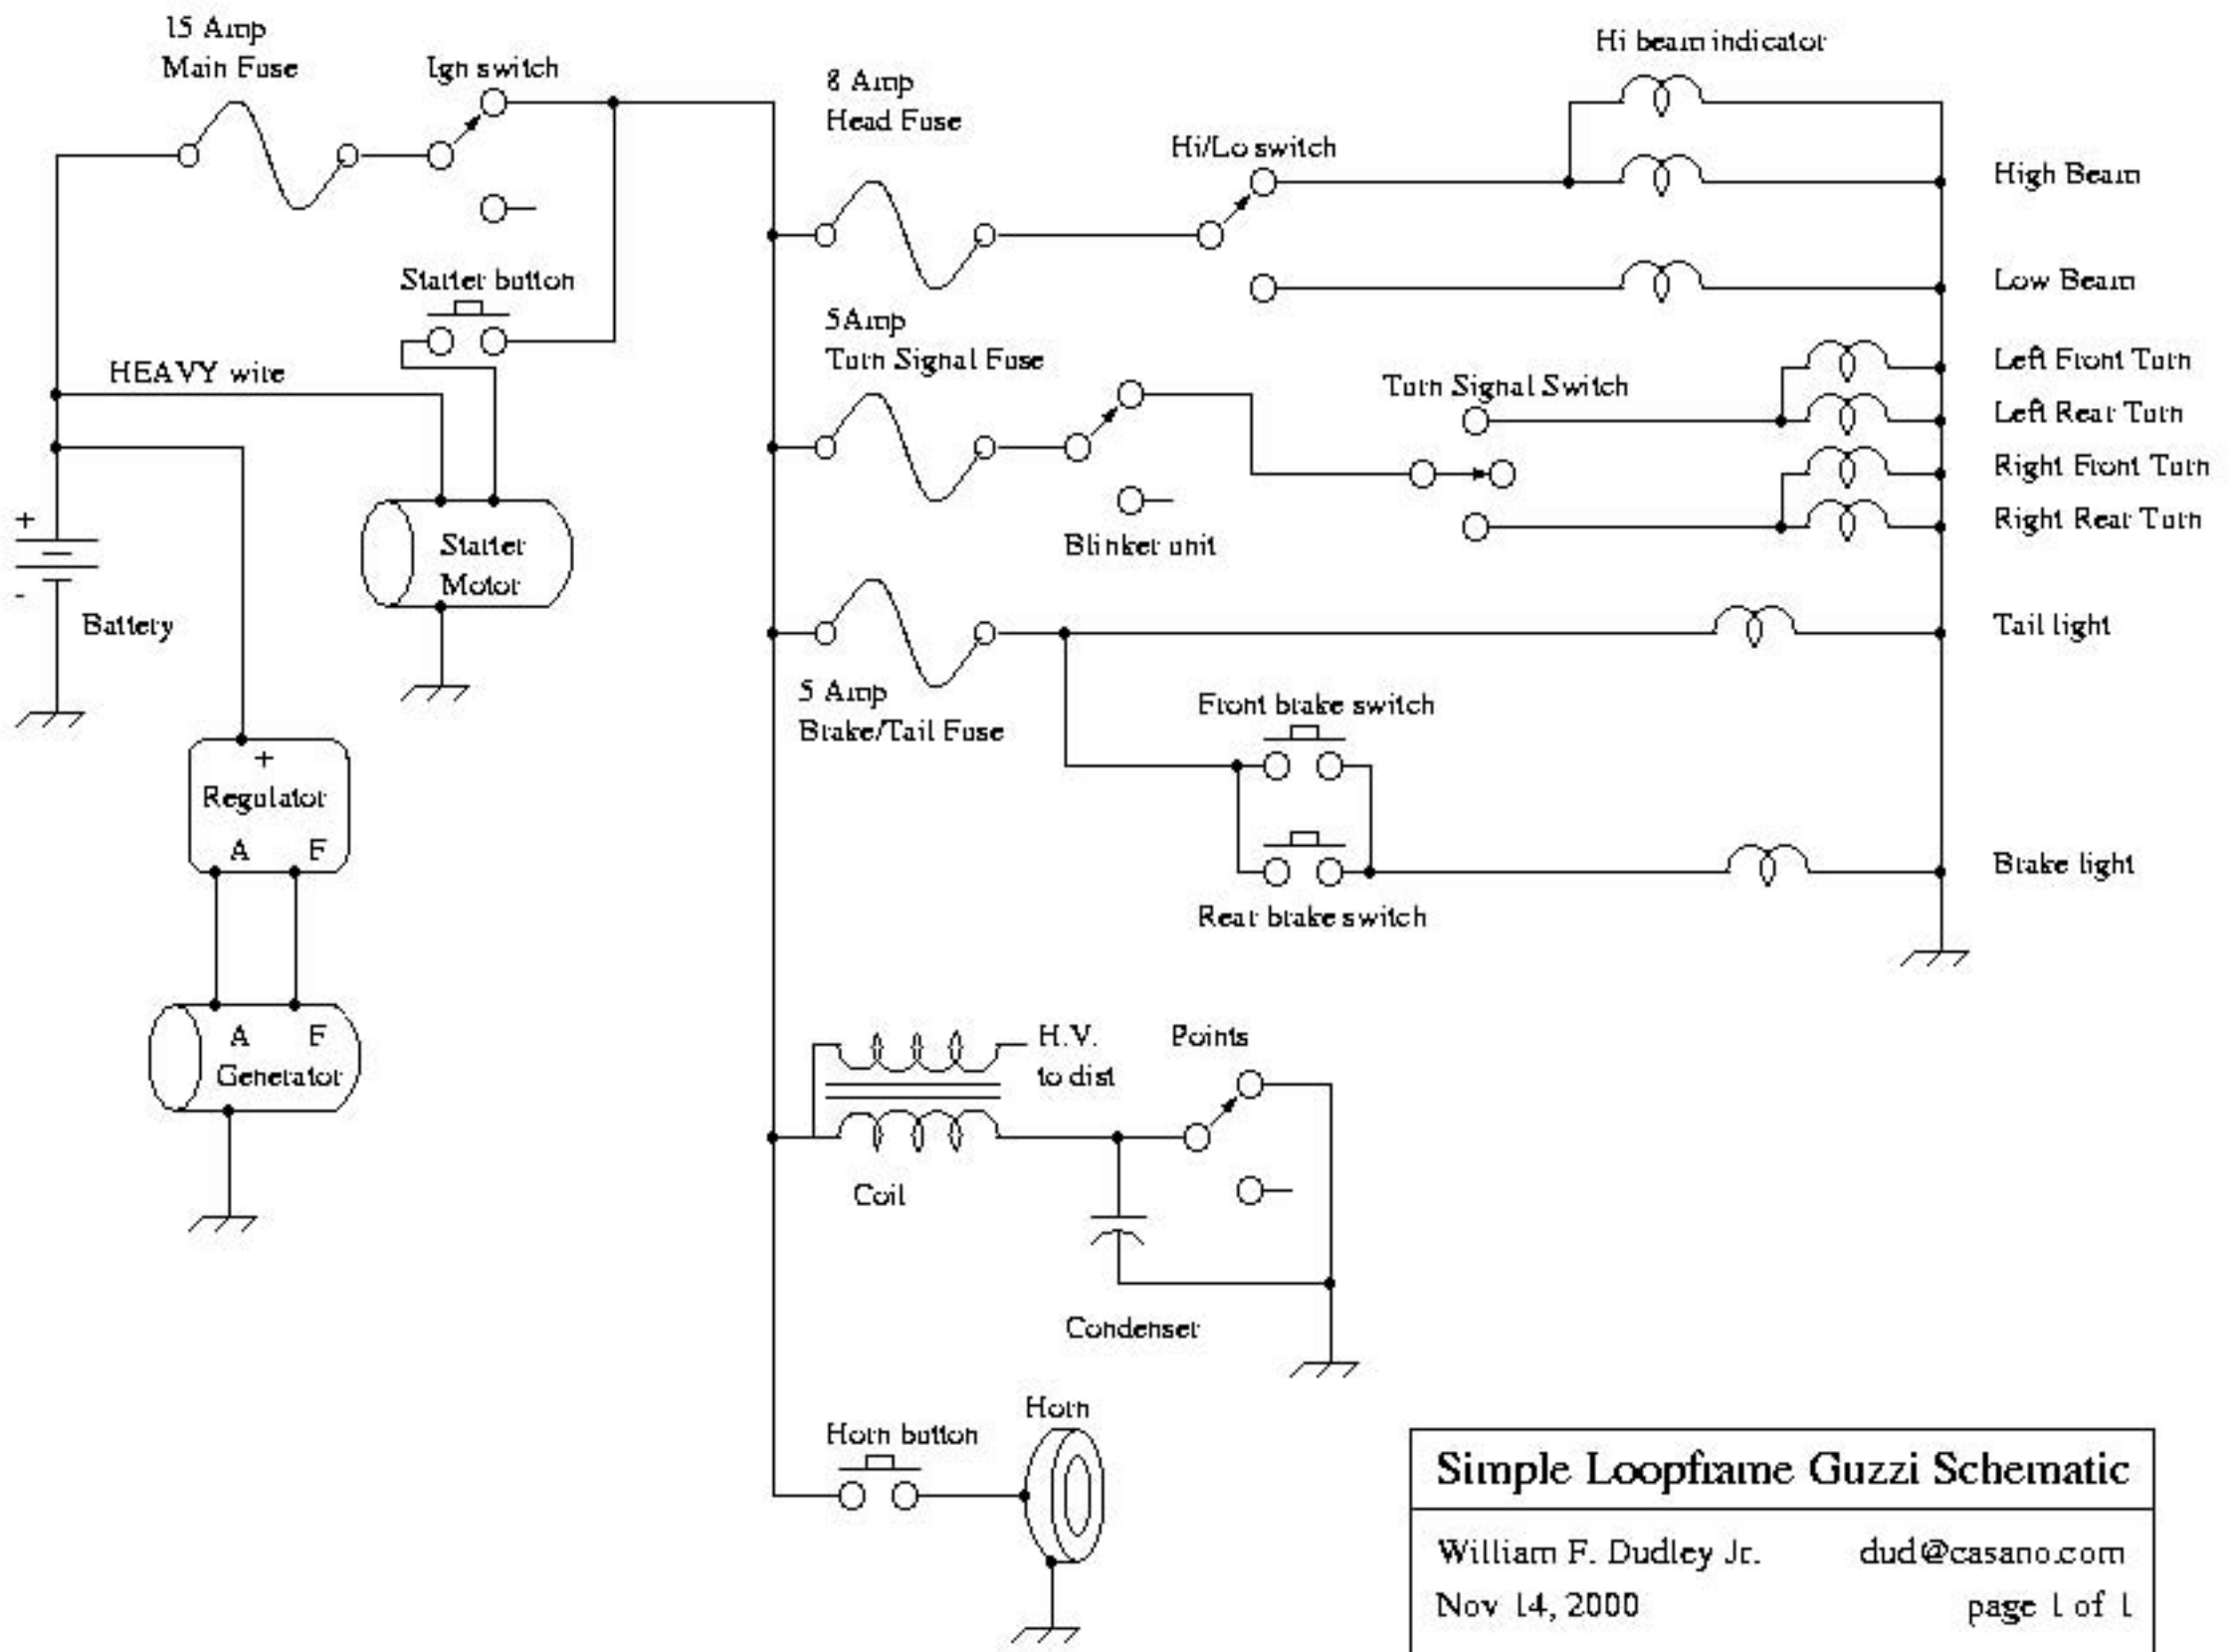 15 Amp
Main Fuse
Ign switch
8 Amp
Head Fuse
Hi beam indicator
Hi/Lo switch
High Beam
Starter button
Low Beam
5Amp
Turn Signal Fuse
HEAVY wire
Turn Signal Switch
Left Front Turn
Left Rear Turn
Right Front Turn
Right Rear Turn
+
-
Battery
Starter
Motor
Blinker unit
Tail light
5 Amp
Brake/Tail Fuse
Front brake switch
+
Regulator
A F
Brake light
Rear brake switch
A F
Generator
H.V.
to dist
Points
Coil
Condenser
Horn
Horn button
Simple Loopframe Guzzi Schematic
William F. Dudley Jr. dud@casano.com
Nov 14, 2000 page 1 of 1